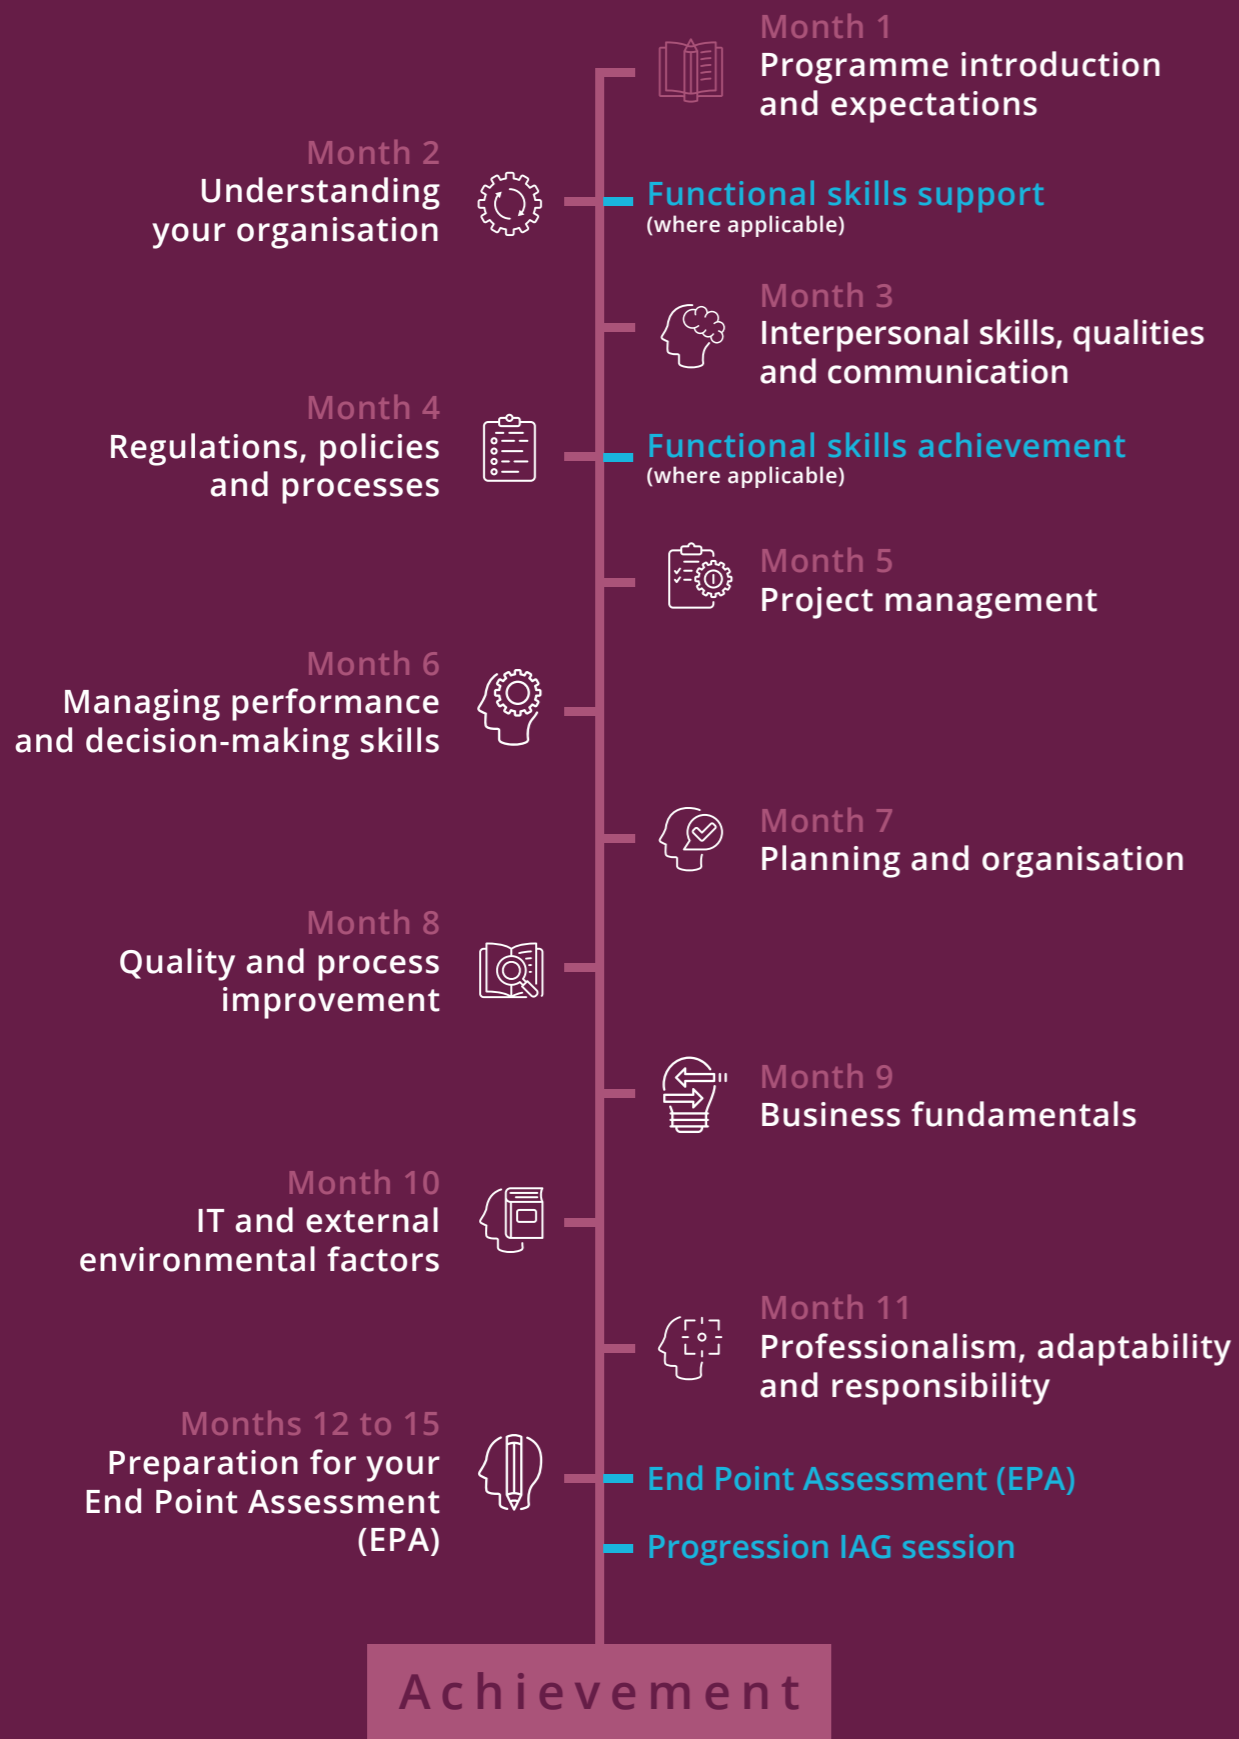 Month 1
Programme introduction
and expectations
Month 2
Understanding
your organisation
Functional skills support
(where applicable)
Month 3
Interpersonal skills, qualities
and communication
Month 4
Regulations, policies
and processes
Functional skills achievement
(where applicable)
Month 5
Project management
Month 6
Managing performance
and decision-making skills
Month 7
Planning and organisation
Month 8
Quality and process
improvement
Month 9
Business fundamentals
Month 10
IT and external
environmental factors
Month 11
Professionalism, adaptability
and responsibility
Months 12 to 15
Preparation for your
End Point Assessment
(EPA)
End Point Assessment (EPA)
Progression IAG session
Achievement